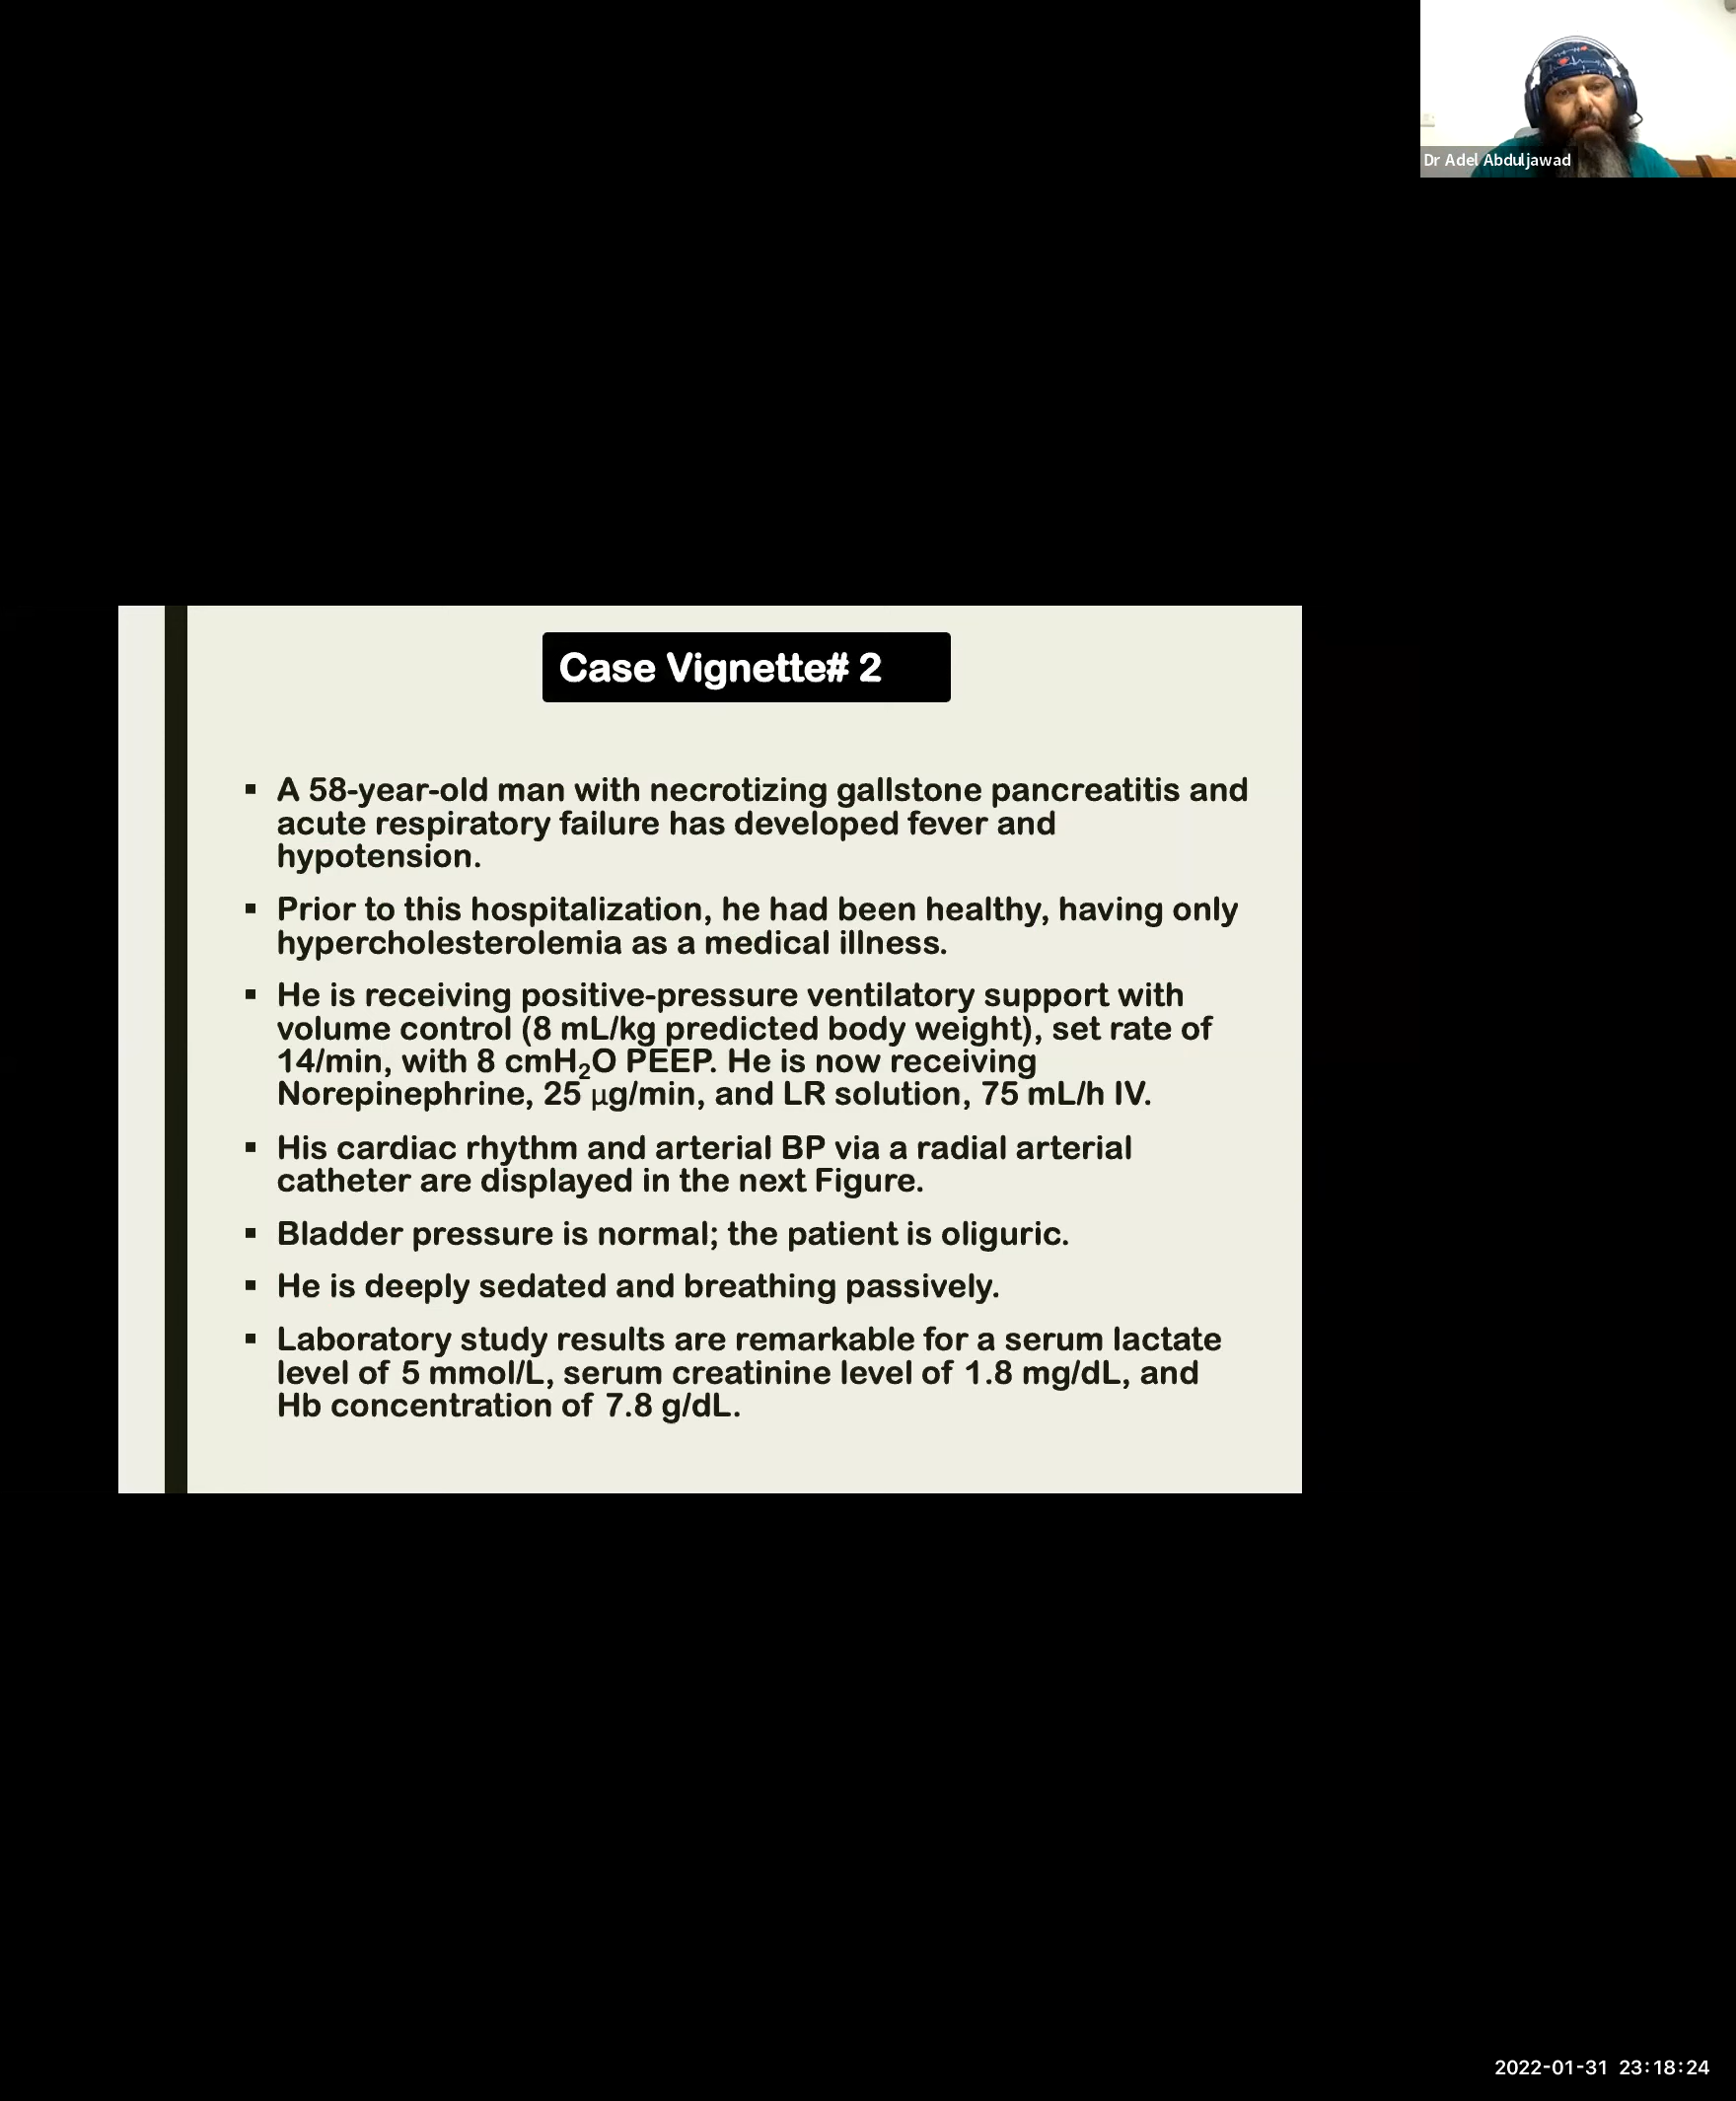 Dr Adel Abduljawad
Case Vignette# 2
▪ A 58-year-old man with necrotizing gallstone pancreatitis and
acute respiratory failure has developed fever and
hypotension.
▪ Prior to this hospitalization, he had been healthy, having only
hypercholesterolemia as a medical illness.
▪ He is receiving positive-pressure ventilatory support with
volume control (8 mL/kg predicted body weight), set rate of
14/min, with 8 cmH₂O PEEP. He is now receiving
Norepinephrine, 25 μg/min, and LR solution, 75 mL/h IV.
▪ His cardiac rhythm and arterial BP via a radial arterial
catheter are displayed in the next Figure.
▪ Bladder pressure is normal; the patient is oliguric.
▪ He is deeply sedated and breathing passively.
▪ Laboratory study results are remarkable for a serum lactate
level of 5 mmol/L, serum creatinine level of 1.8 mg/dL, and
Hb concentration of 7.8 g/dL.
2022-01-31 23:18:24